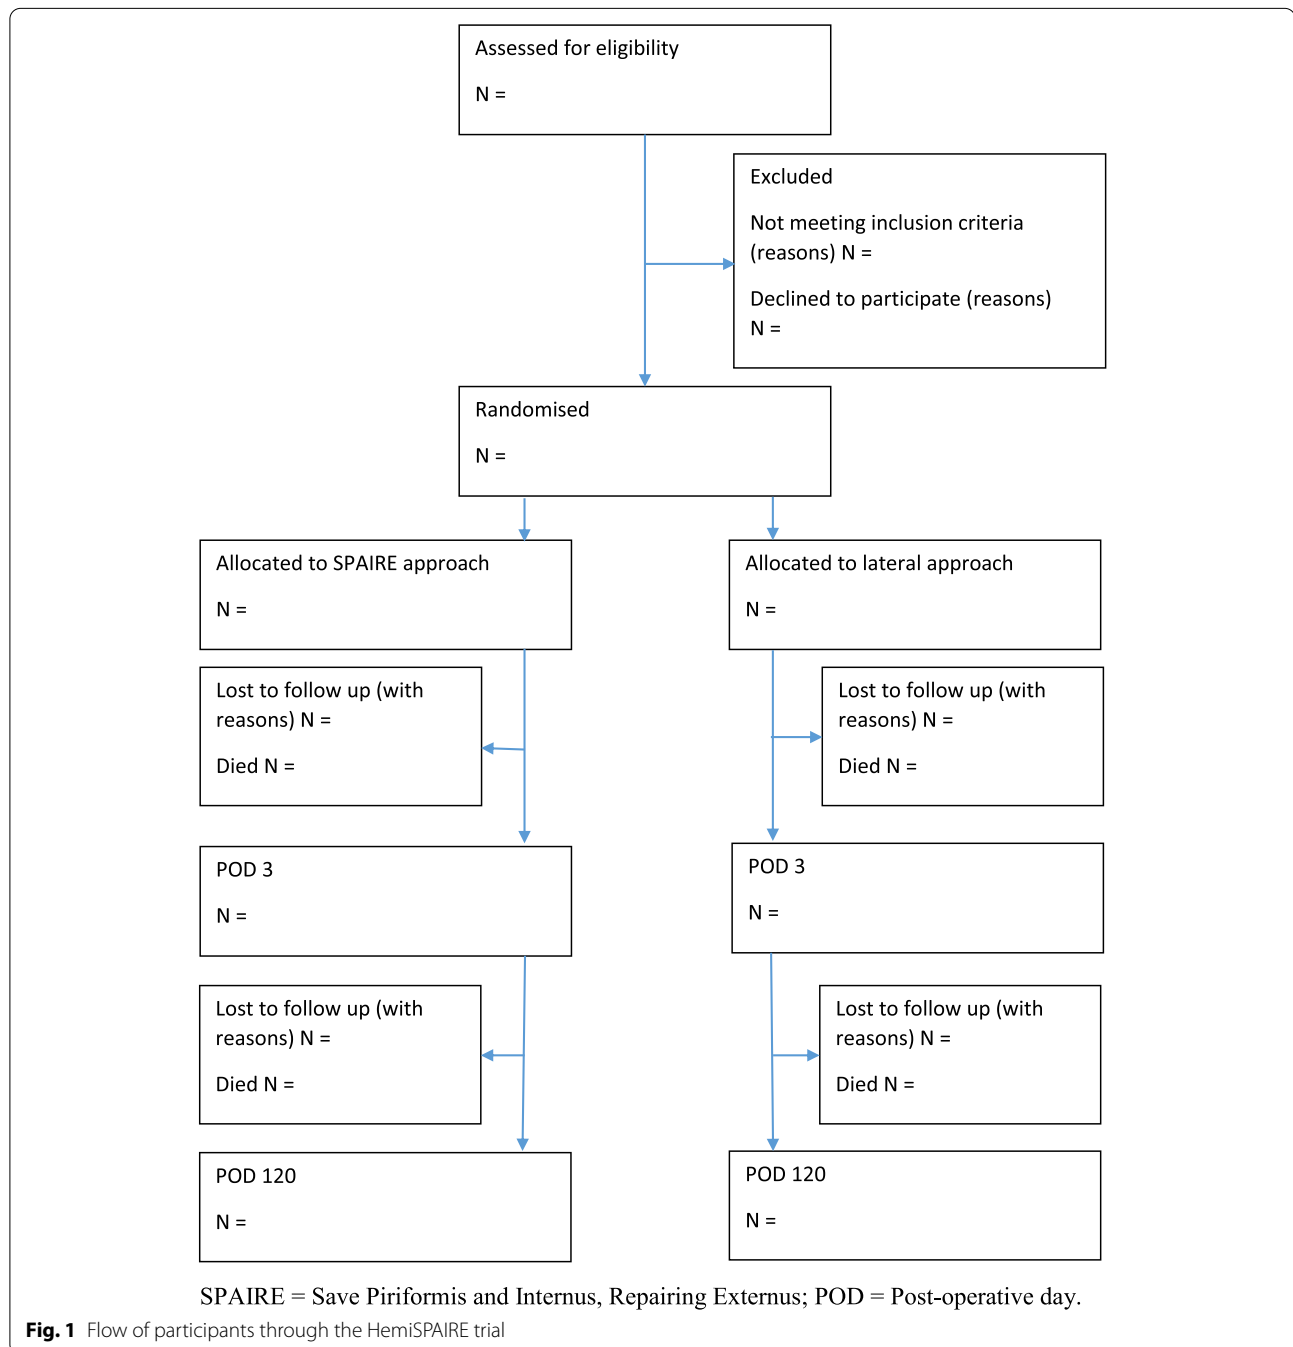 Assessed for eligibility
N =
Excluded
Not meeting inclusion criteria
(reasons) N =
Declined to participate (reasons)
N =
Randomised
N =
Allocated to SPAIRE approach
N =
Allocated to lateral approach
N =
Lost to follow up (with
reasons) N =
Died N =
Lost to follow up (with
reasons) N =
Died N =
POD 3
N =
POD 3
N =
Lost to follow up (with
reasons) N =
Died N =
Lost to follow up (with
reasons) N =
Died N =
POD 120
N =
POD 120
N =
SPAIRE = Save Piriformis and Internus, Repairing Externus; POD = Post-operative day.
Fig. 1 Flow of participants through the HemiSPAIRE trial